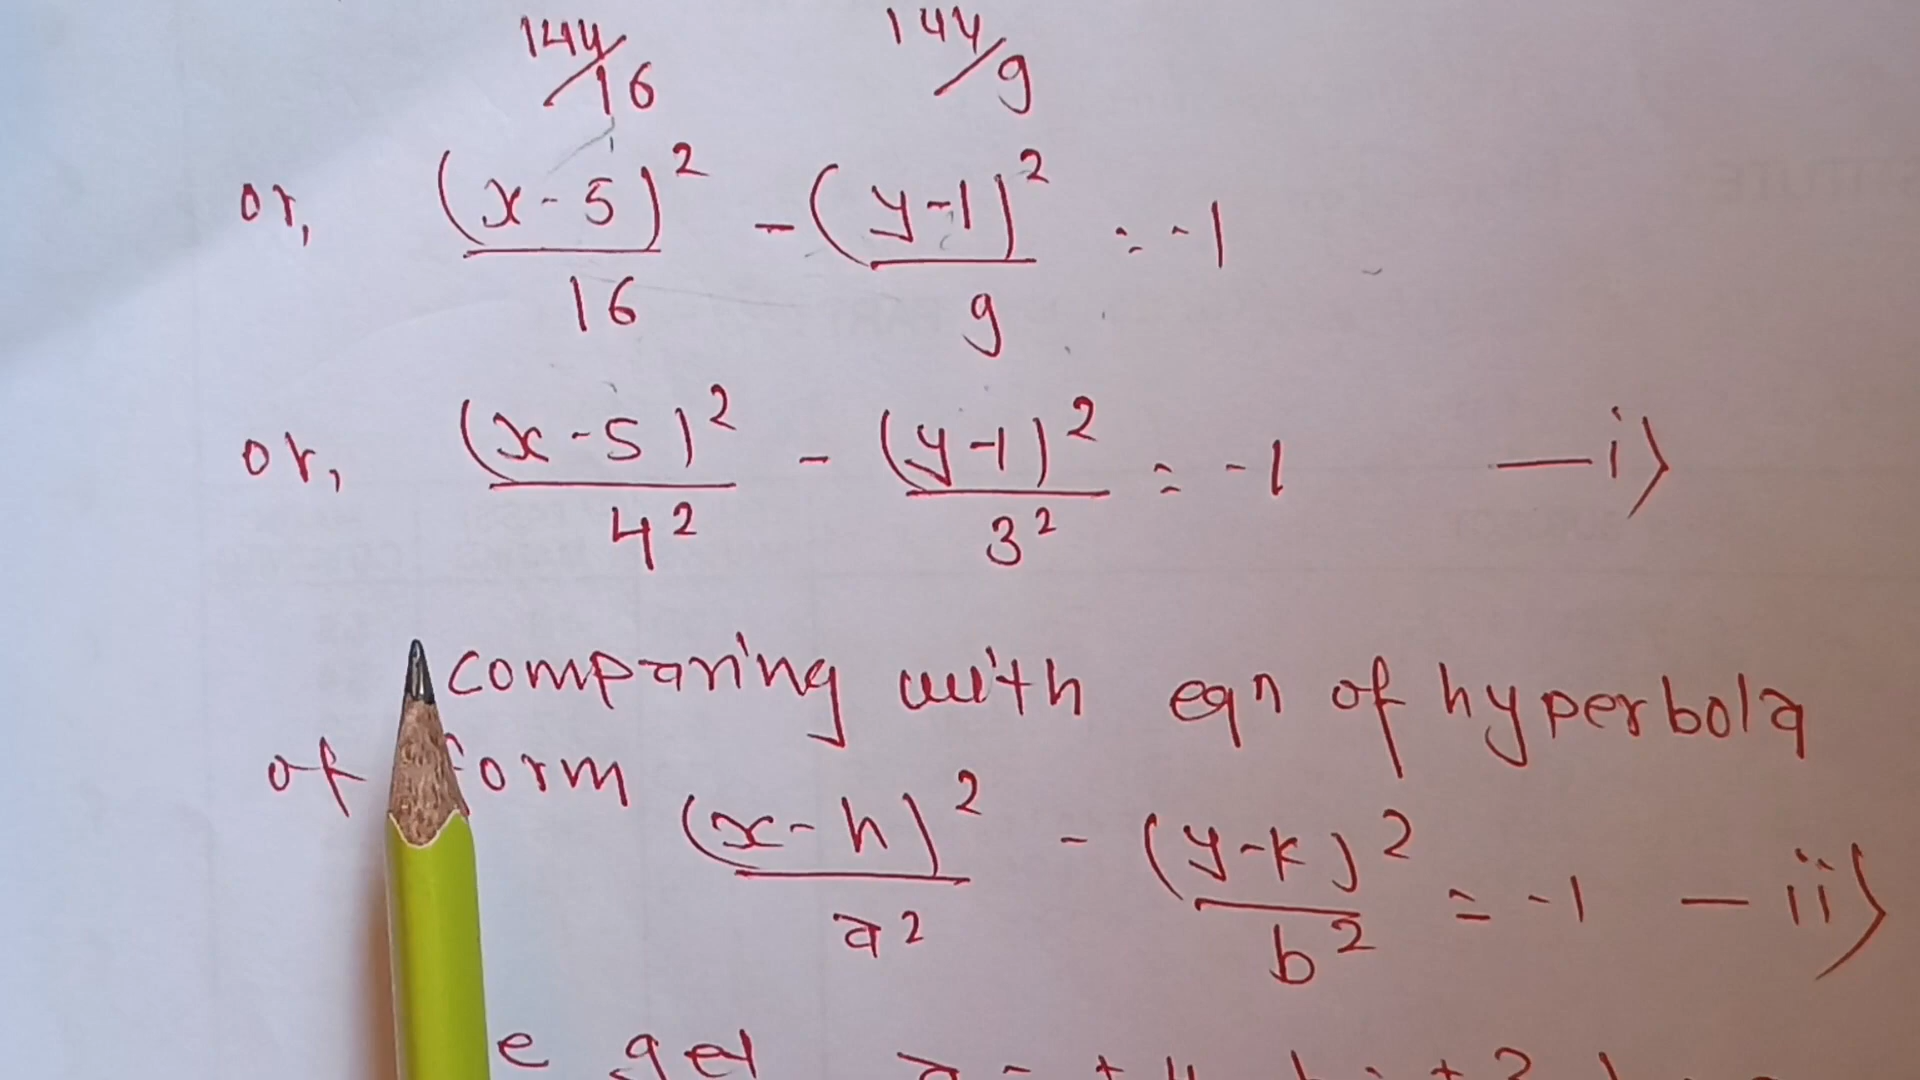 144/16 144/9
or, (x-5)²/16 - (y-1)²/9 = -1
or, (x-5)²/4² - (y-1)²/3² = -1 —i)
comparing with eqn of hyperbola
of form (x-h)²/a² - (y-k)²/b² = -1 — ii)
get